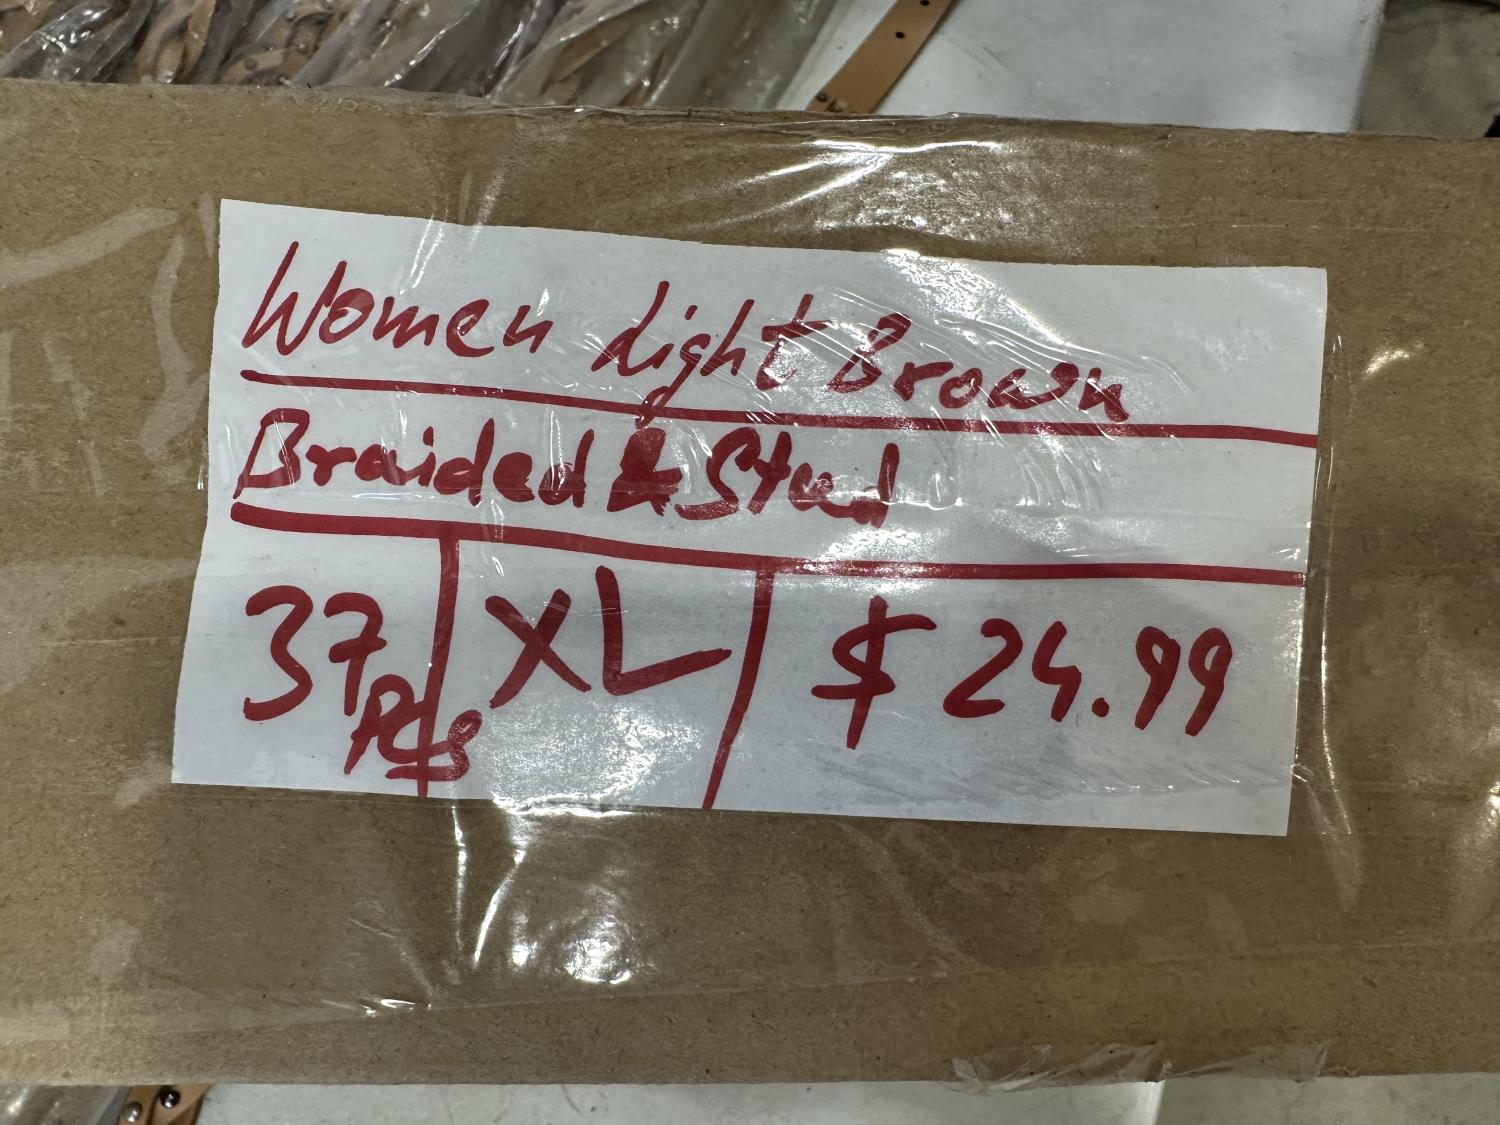 Women Light Brown
Braided & Stud
37 Pcs XL $ 24.99